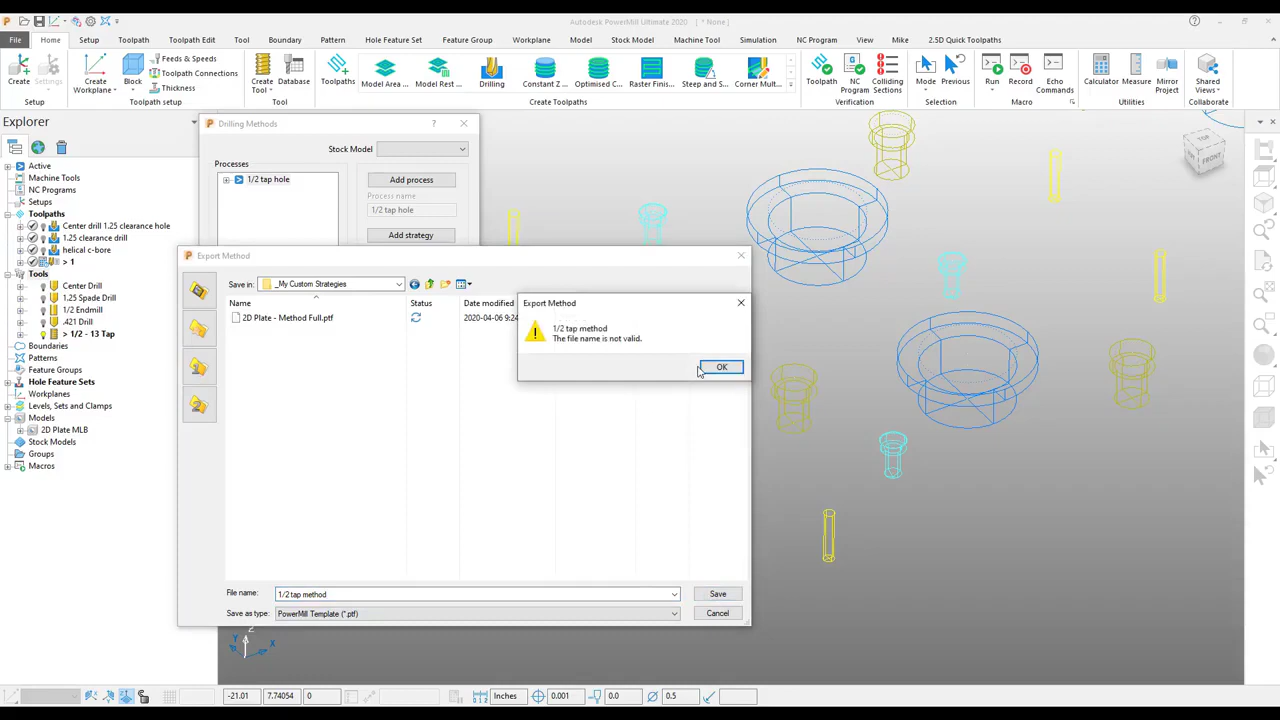 Autodesk PowerMill Ultimate 2020 [ * None ]
File Home Setup Toolpath Toolpath Edit Tool Boundary Pattern Hole Feature Set Feature Group Workplane Model Stock Model Machine Tool Simulation NC Program View Mike 2.5D Quick Toolpaths
Create Settings
Create Workplane
Block
Feeds & Speeds
Toolpath Connections
Thickness
Create Tool
Database
Toolpaths
Model Area ...
Model Rest ...
Drilling
Constant Z ...
Optimised C...
Raster Finis...
Steep and S...
Corner Mult...
Toolpath
NC Program
Collided Sections
Mode
Previous
Run
Record
Echo Commands
Calculator
Measure
Mirror Project
Shared Views
Setup Toolpath setup Tool Create Toolpaths Verification Selection Macro Utilities Collaborate
Explorer
Active
Machine Tools
NC Programs
Setups
Toolpaths
Center drill 1.25 clearance hole
1.25 clearance drill
helical c-bore
> 1
Tools
Center Drill
1.25 Spade Drill
1/2 Endmill
.421 Drill
> 1/2 - 13 Tap
Boundaries
Patterns
Feature Groups
Hole Feature Sets
Workplanes
Levels, Sets and Clamps
Models
2D Plate MLB
Stock Models
Groups
Macros
Drilling Methods
?
Stock Model
Processes
1/2 tap hole
Add process
Process name
1/2 tap hole
Add strategy
Export Method
Save in: _My Custom Strategies
Name Status Date modified
2D Plate - Method Full.ptf 2020-04-06 9:24
Export Method
1/2 tap method
The file name is not valid.
OK
File name: 1/2 tap method Save
Save as type: PowerMill Template (*.ptf) Cancel
TOP
FRONT
Z
Y
X
-21.01 7.74054 0 Inches 0.001 0.0 0.5